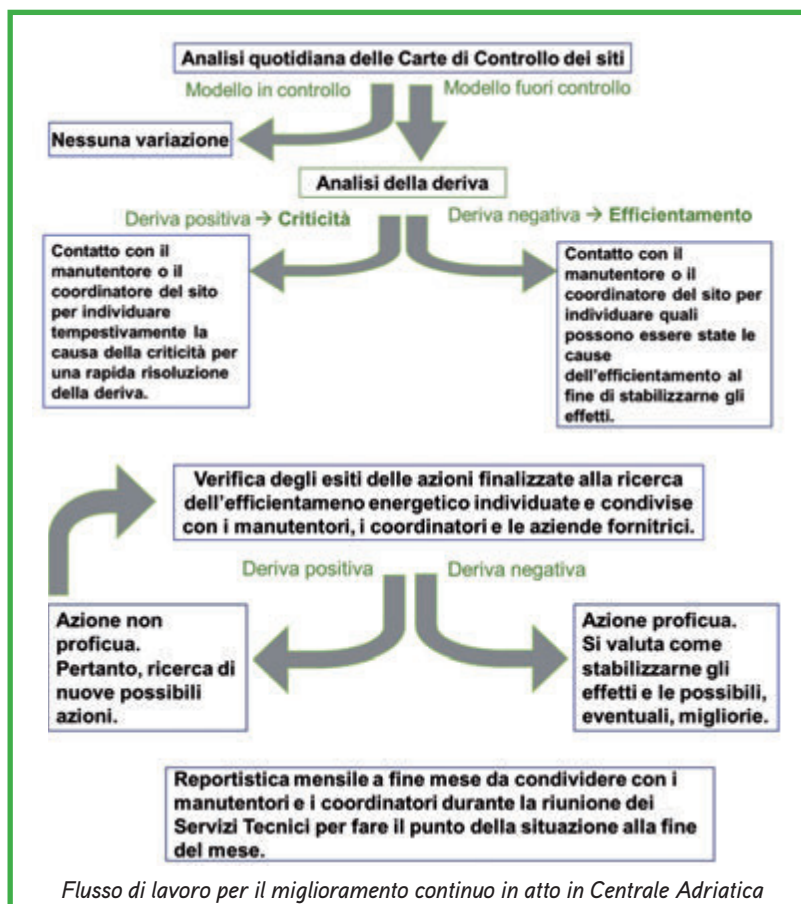 Analisi quotidiana delle Carte di Controllo dei siti
Modello in controllo
Modello fuori controllo
Nessuna variazione
Analisi della deriva
Deriva positiva → Criticità
Deriva negativa → Efficientamento
Contatto con il
manutentore o il
coordinatore del sito
per individuare
tempestivamente la
causa della criticità per
una rapida risoluzione
della deriva.
Contatto con il
manutentore o il
coordinatore del sito per
individuare quali
possono essere state le
cause
dell'efficientamento al
fine di stabilizzarne gli
effetti.
Verifica degli esiti delle azioni finalizzate alla ricerca
dell'efficientameno energetico individuate e condivise
con i manutentori, i coordinatori e le aziende fornitrici.
Deriva positiva
Deriva negativa
Azione non
proficua.
Pertanto, ricerca di
nuove possibili
azioni.
Azione proficua.
Si valuta come
stabilizzarne gli
effetti e le possibili,
eventuali, migliorie.
Reportistica mensile a fine mese da condividere con i
manutentori e i coordinatori durante la riunione dei
Servizi Tecnici per fare il punto della situazione alla fine
del mese.
Flusso di lavoro per il miglioramento continuo in atto in Centrale Adriatica